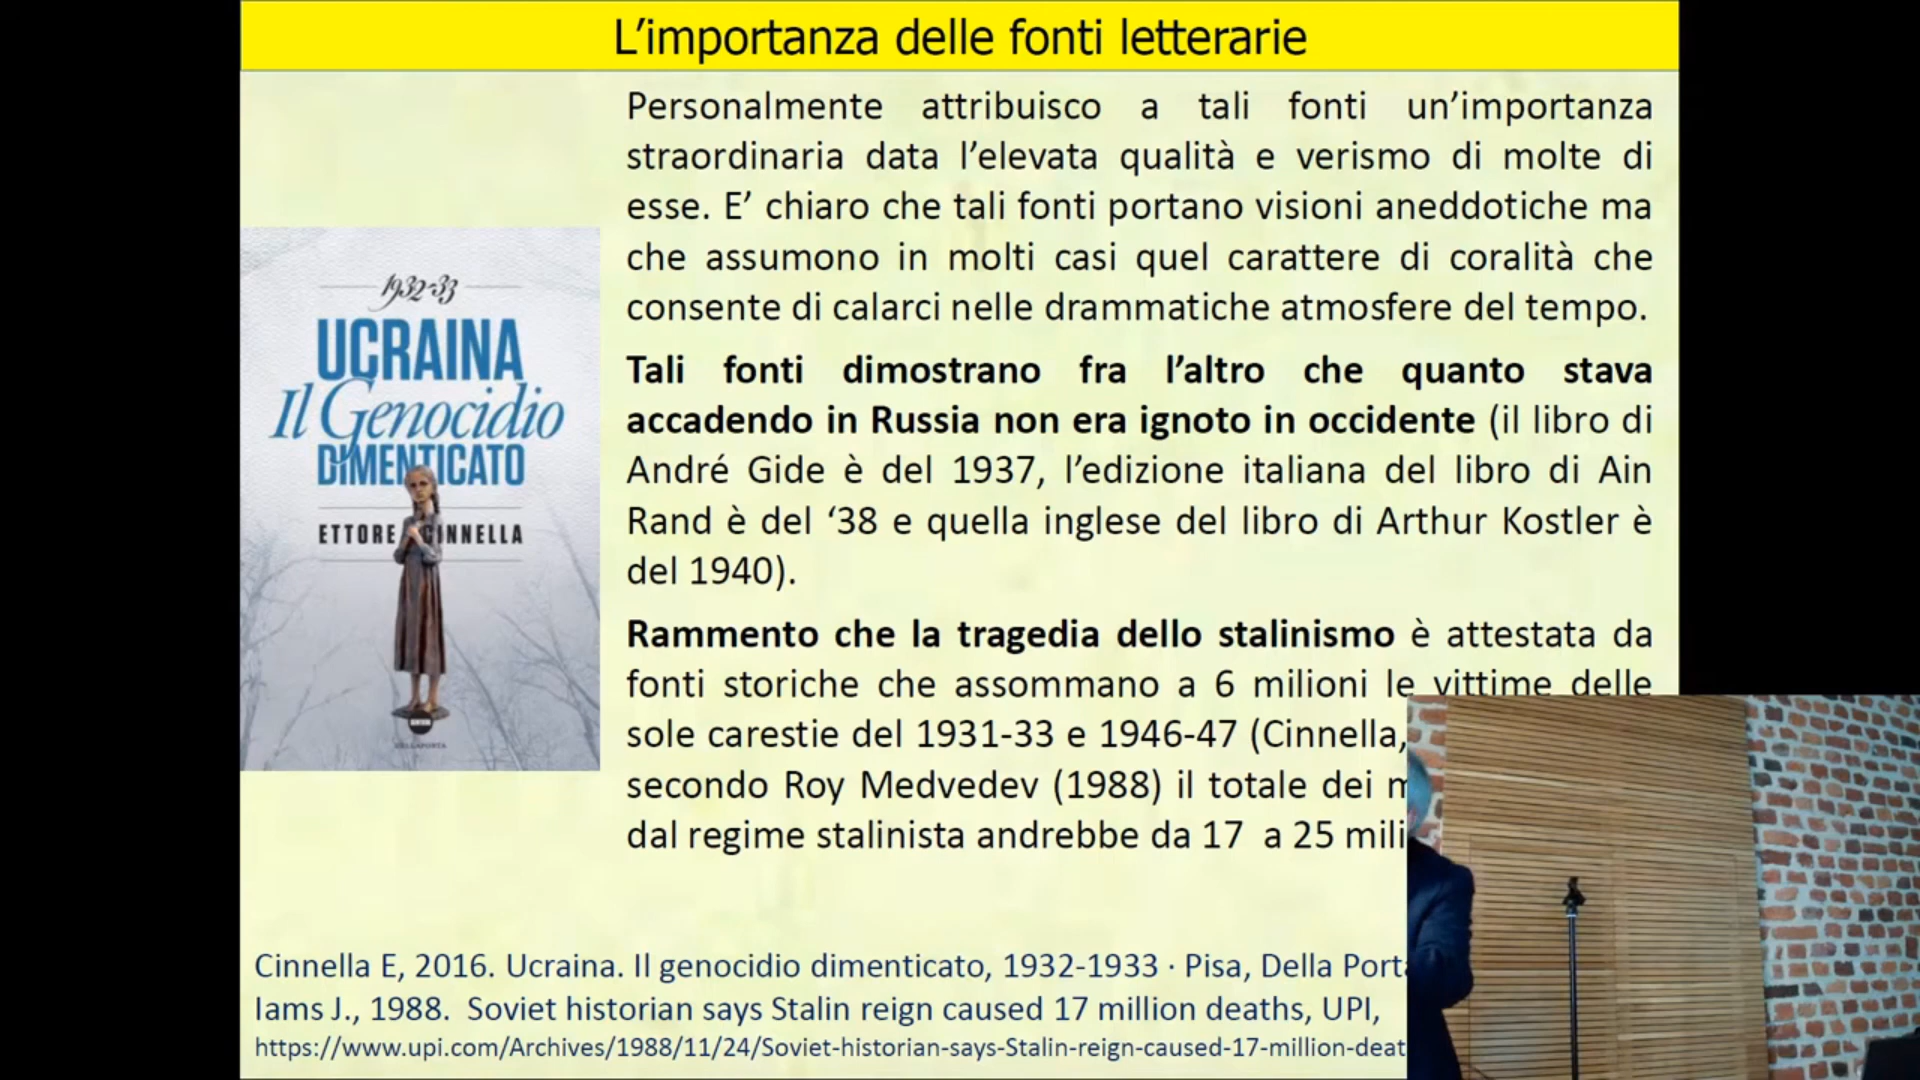 L’importanza delle fonti letterarie
Personalmente attribuisco a tali fonti un’importanza
straordinaria data l’elevata qualità e verismo di molte di
esse. E’ chiaro che tali fonti portano visioni aneddotiche ma
che assumono in molti casi quel carattere di coralità che
consente di calarci nelle drammatiche atmosfere del tempo.
Tali fonti dimostrano fra l’altro che quanto stava
accadendo in Russia non era ignoto in occidente (il libro di
André Gide è del 1937, l’edizione italiana del libro di Ain
Rand è del ‘38 e quella inglese del libro di Arthur Kostler è
del 1940).
Rammento che la tragedia dello stalinismo è attestata da
fonti storiche che assommano a 6 milioni le vittime delle
sole carestie del 1931-33 e 1946-47 (Cinnella,
secondo Roy Medvedev (1988) il totale dei
dal regime stalinista andrebbe da 17 a 25
1932-33
UCRAINA
Il Genocidio
DIMENTICATO
ETTORE CINNELLA
DELLAPORTA
Cinnella E, 2016. Ucraina. Il genocidio dimenticato, 1932-1933 · Pisa, Della
Iams J., 1988. Soviet historian says Stalin reign caused 17 million deaths, UPI,
https://www.upi.com/Archives/1988/11/24/Soviet-historian-says-Stalin-reign-caused-17-million-deat